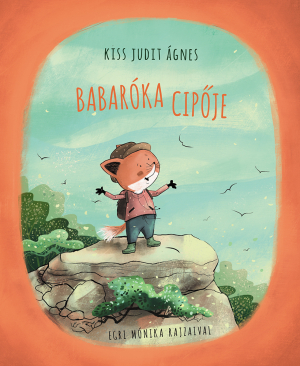 KISS JUDIT ÁGNES
BABARÓKA CIPŐJE
EGRI MÓNIKA RAJZAIVAL